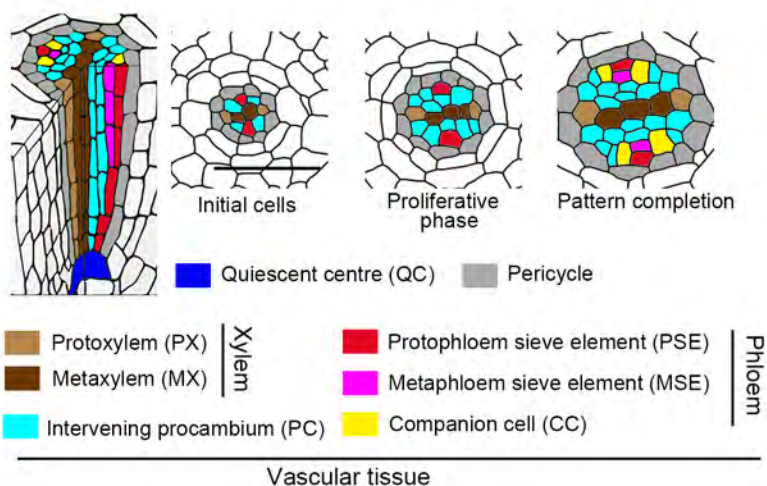 Initial cells
Proliferative
phase
Pattern completion
Quiescent centre (QC)
Pericycle
Protoxylem (PX)
Metaxylem (MX)
Xylem
Intervening procambium (PC)
Protophloem sieve element (PSE)
Metaphloem sieve element (MSE)
Companion cell (CC)
Phloem
Vascular tissue